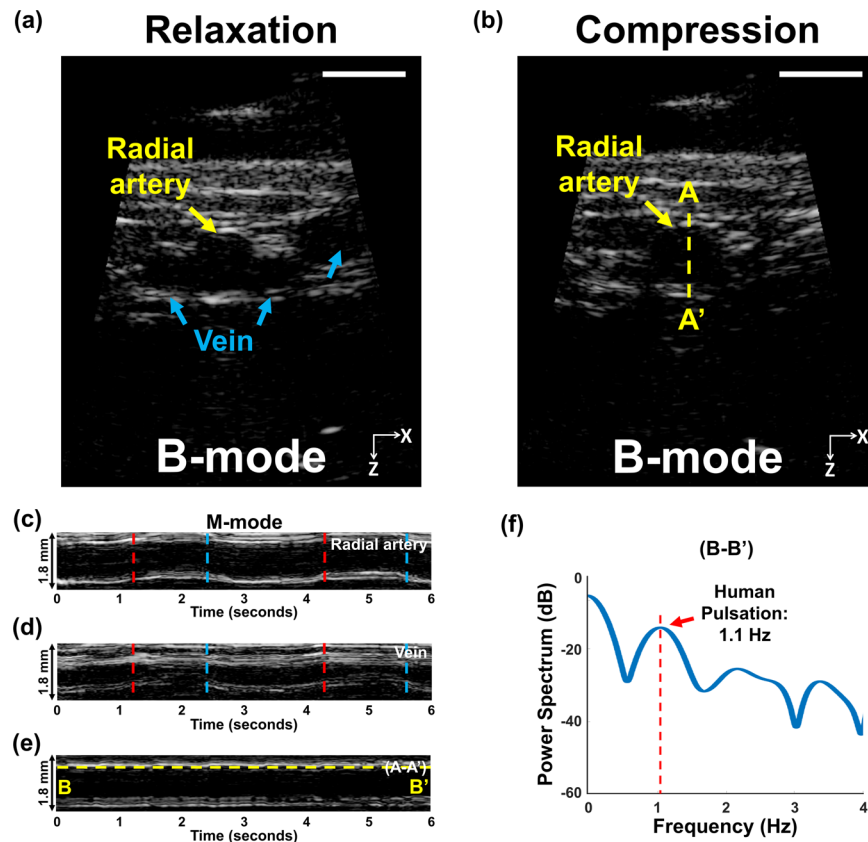 (a)
Relaxation
Radial
artery
Vein
B-mode
X
Z
(b)
Compression
Radial
artery
A
A'
B-mode
X
Z
(c)
M-mode
Radial artery
1.8 mm
0 1 2 3 4 5 6
Time (seconds)
(d)
Vein
1.8 mm
0 1 2 3 4 5 6
Time (seconds)
(e)
(A-A')
B
B'
1.8 mm
0 1 2 3 4 5 6
Time (seconds)
(f)
(B-B')
Human
Pulsation:
1.1 Hz
Power Spectrum (dB)
0
-20
-40
-60
0 1 2 3 4
Frequency (Hz)